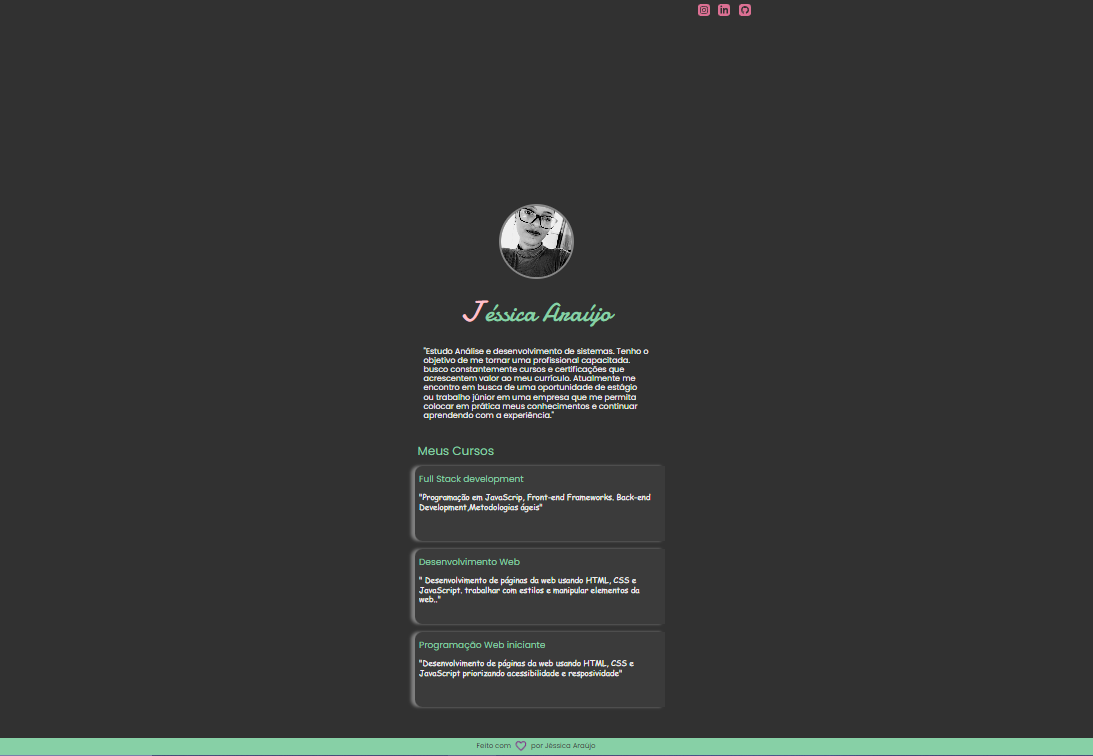 in
Jéssica Araújo
"Estudo Análise e desenvolvimento de sistemas. Tenho o
objetivo de me tornar uma profissional capacitada.
busco constantemente cursos e certificações que
acrescentem valor ao meu currículo. Atualmente me
encontro em busca de uma oportunidade de estágio
ou trabalho júnior em uma empresa que me permita
colocar em prática meus conhecimentos e continuar
aprendendo com a experiência."
Meus Cursos
Full Stack development
"Programação em JavaScrip, Front-end Frameworks. Back-end
Development,Metodologias ágeis"
Desenvolvimento Web
" Desenvolvimento de páginas da web usando HTML, CSS e
JavaScript. trabalhar com estilos e manipular elementos da
web.."
Programação Web iniciante
"Desenvolvimento de páginas da web usando HTML, CSS e
JavaScript priorizando acessibilidade e resposividade"
Feito com por Jéssica Araújo